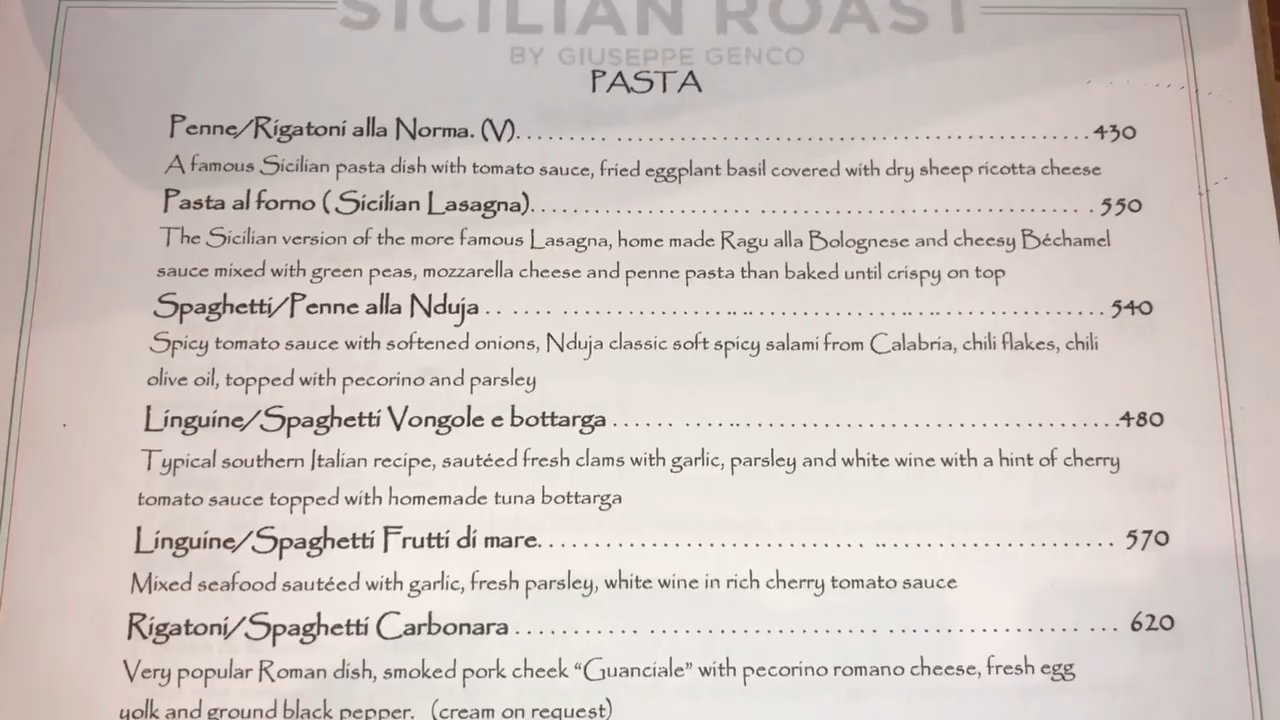 SICILIAN ROAST
BY GIUSEPPE GENCO
PASTA
Penne/Rigatoni alla Norma. (V)........................................................430
A famous Sicilian pasta dish with tomato sauce, fried eggplant basil covered with dry sheep ricotta cheese
Pasta al forno ( Sicilian Lasagna)........................................................550
The Sicilian version of the more famous Lasagna, home made Ragu alla Bolognese and cheesy Béchamel
sauce mixed with green peas, mozzarella cheese and penne pasta than baked until crispy on top
Spaghetti/Penne alla Nduja............................................................540
Spicy tomato sauce with softened onions, Nduja classic soft spicy salami from Calabria, chili flakes, chili
olive oil, topped with pecorino and parsley
Linguine/Spaghetti Vongole e bottarga..................................................480
Typical southern Italian recipe, sautéed fresh clams with garlic, parsley and white wine with a hint of cherry
tomato sauce topped with homemade tuna bottarga
Linguine/Spaghetti Frutti di mare........................................................570
Mixed seafood sautéed with garlic, fresh parsley, white wine in rich cherry tomato sauce
Rigatoni/Spaghetti Carbonara..........................................................620
Very popular Roman dish, smoked pork cheek “Guanciale” with pecorino romano cheese, fresh egg
yolk and ground black pepper. (cream on request)